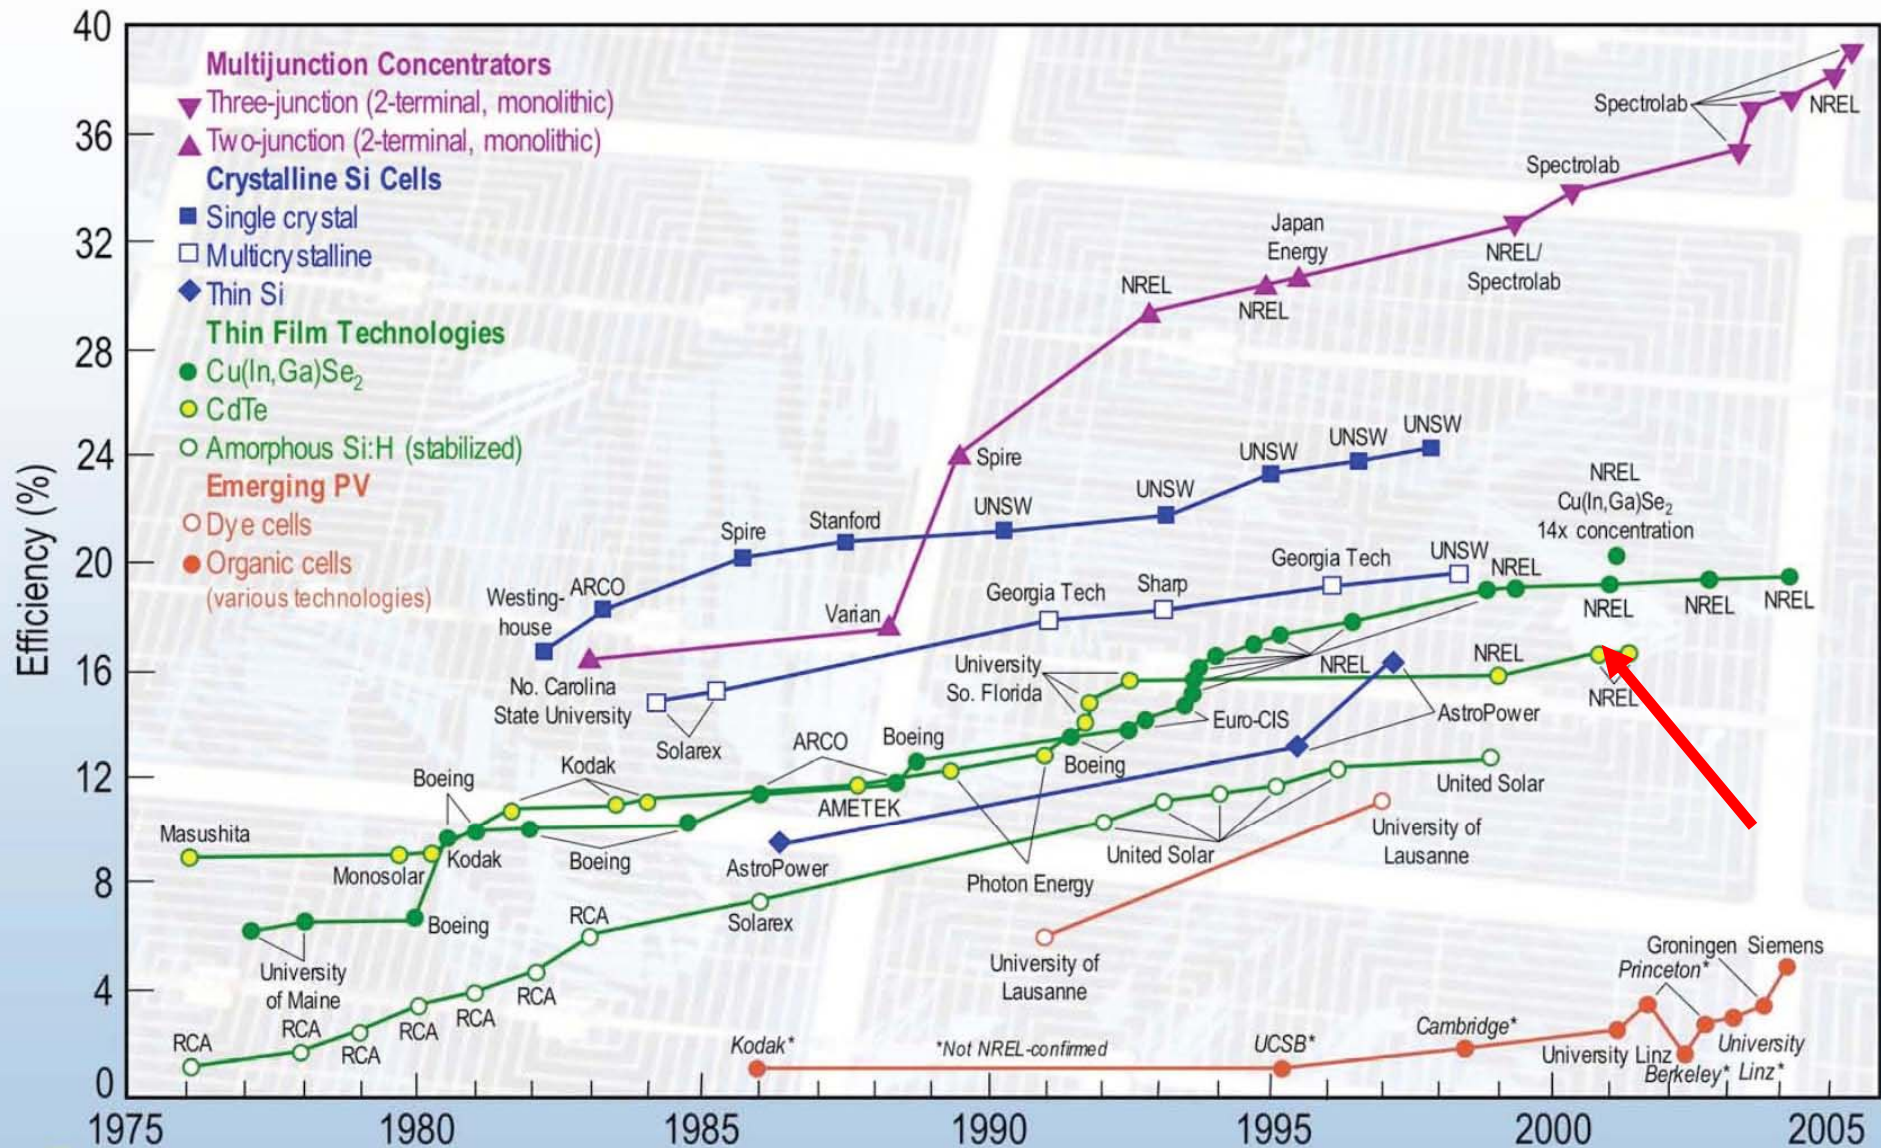 40
36
32
28
24
20
16
12
8
4
0
Efficiency (%)
Multijunction Concentrators
Three-junction (2-terminal, monolithic)
Two-junction (2-terminal, monolithic)
Crystalline Si Cells
Single crystal
Multicrystalline
Thin Si
Thin Film Technologies
Cu(In,Ga)Se2
CdTe
Amorphous Si:H (stabilized)
Emerging PV
Dye cells
Organic cells
(various technologies)
Spectrolab
NREL
Spectrolab
NREL/
Spectrolab
Japan
Energy
NREL
NREL
Spire
Varian
No. Carolina
State University
Westing-
house
ARCO
Spire
Stanford
UNSW
UNSW
UNSW
UNSW
UNSW
Solarex
Georgia Tech
Sharp
Georgia Tech
UNSW
NREL
NREL
Cu(In,Ga)Se2
14x concentration
NREL
NREL
NREL
University
So. Florida
NREL
NREL
NREL
Euro-CIS
AstroPower
Boeing
ARCO
Boeing
AMETEK
Kodak
Boeing
Masushita
Monosolar
Kodak
Boeing
Boeing
University
of Maine
AstroPower
Photon Energy
United Solar
United Solar
University of
Lausanne
University of
Lausanne
Solarex
RCA
RCA
RCA
RCA
RCA
RCA
RCA
Kodak*
*Not NREL-confirmed
UCSB*
Cambridge*
University Linz
Groningen
Siemens
Princeton*
Berkeley*
University
Linz*
1975
1980
1985
1990
1995
2000
2005